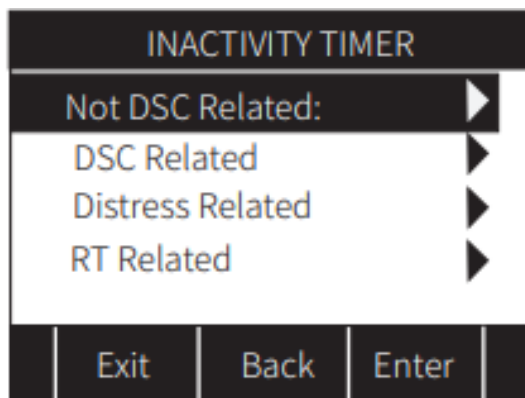 INACTIVITY TIMER
Not DSC Related:
DSC Related
Distress Related
RT Related
Exit Back Enter